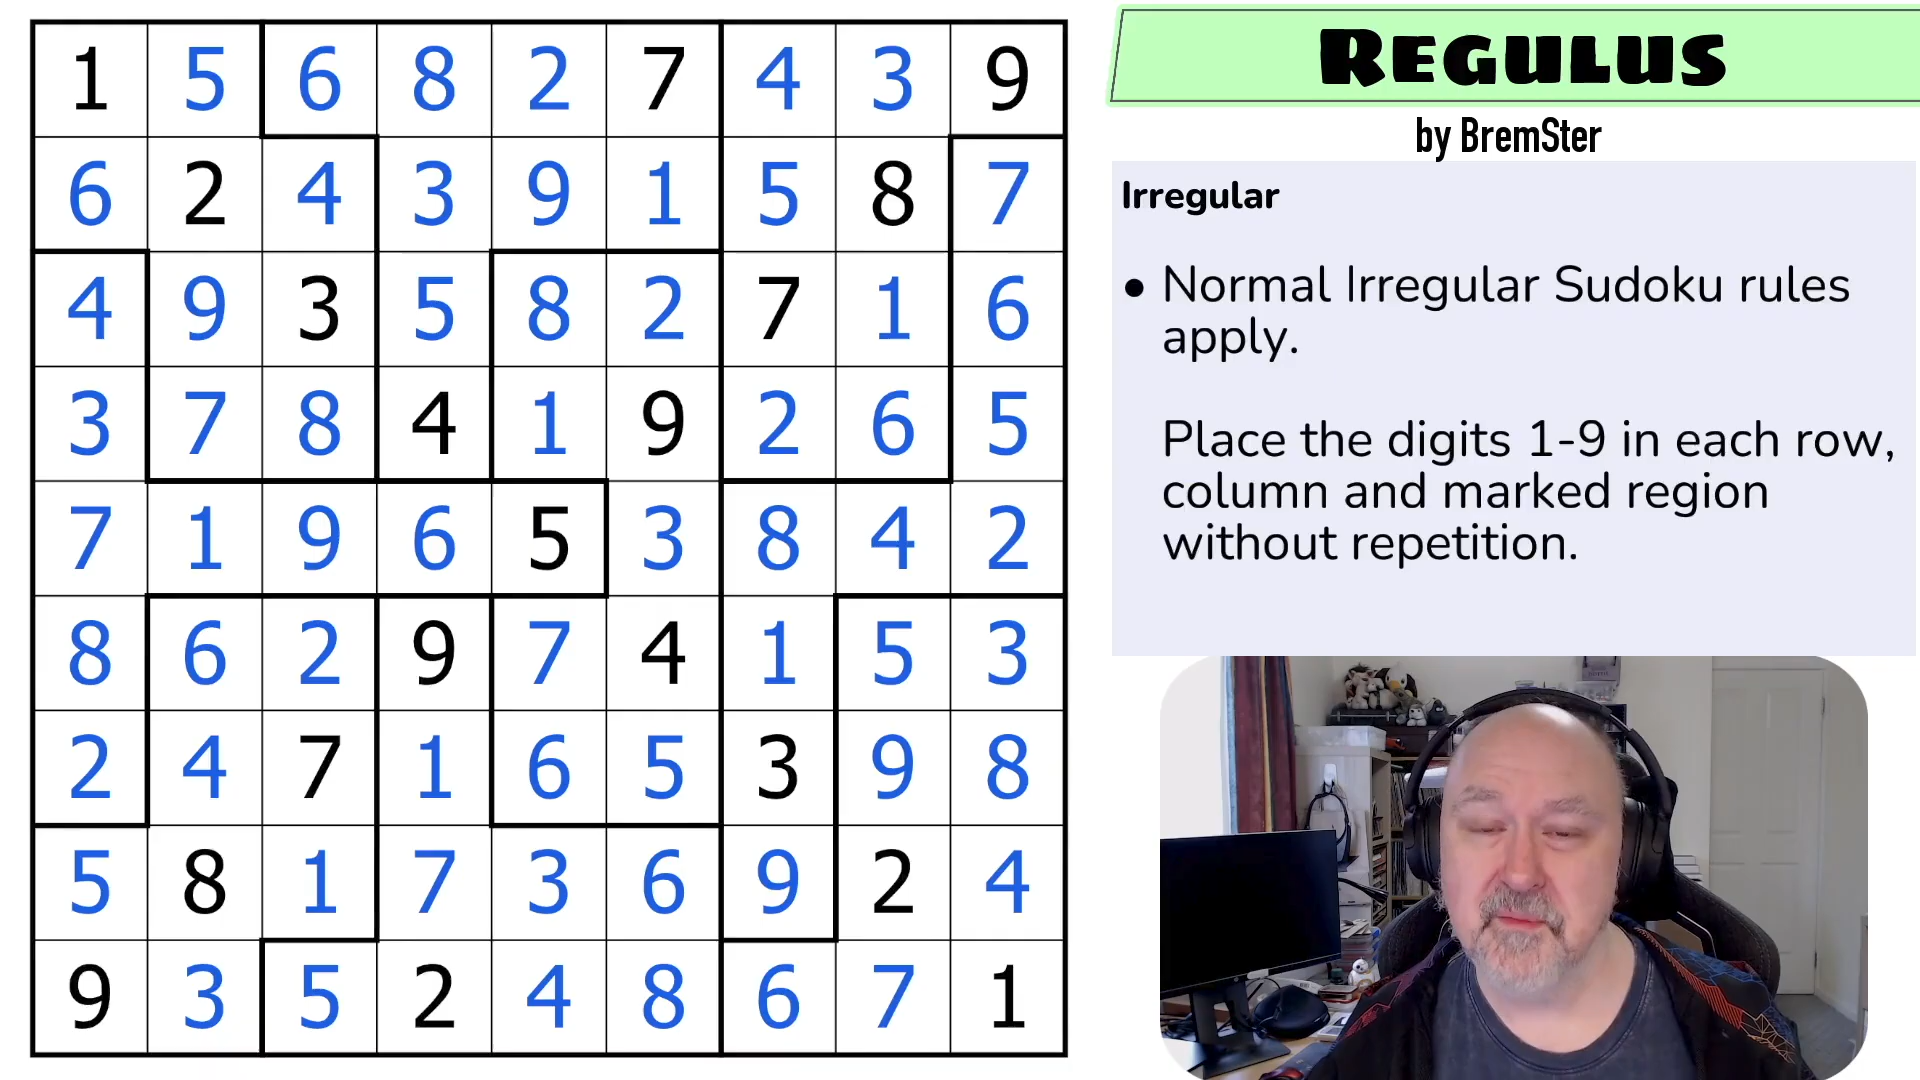 1 5 6 8 2 7 4 3 9
6 2 4 3 9 1 5 8 7
4 9 3 5 8 2 7 1 6
3 7 8 4 1 9 2 6 5
7 1 9 6 5 3 8 4 2
8 6 2 9 7 4 1 5 3
2 4 7 1 6 5 3 9 8
5 8 1 7 3 6 9 2 4
9 3 5 2 4 8 6 7 1
REGULUS
by BremSter
Irregular
• Normal Irregular Sudoku rules
apply.
Place the digits 1-9 in each row,
column and marked region
without repetition.